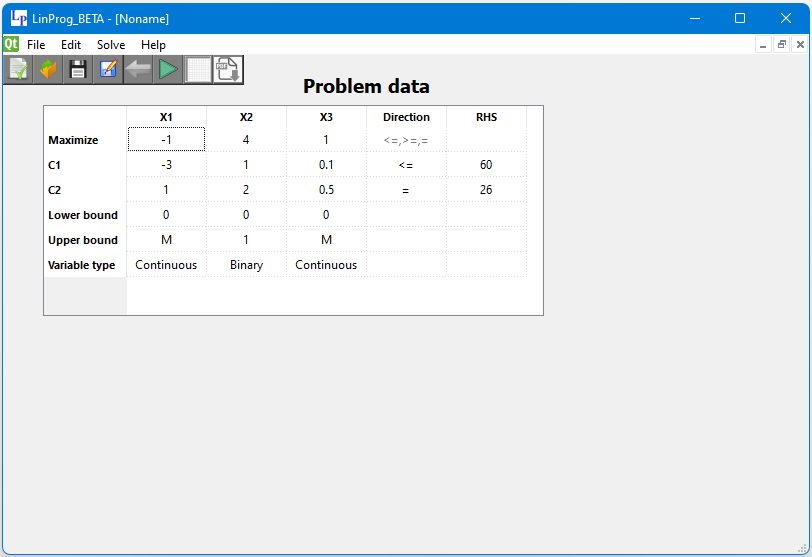 LP LinProg_BETA - [Noname]
Qt File Edit Solve Help
Problem data
X1 X2 X3 Direction RHS
Maximize -1 4 1 <=,>=,=
C1 -3 1 0.1 <= 60
C2 1 2 0.5 = 26
Lower bound 0 0 0
Upper bound M 1 M
Variable type Continuous Binary Continuous